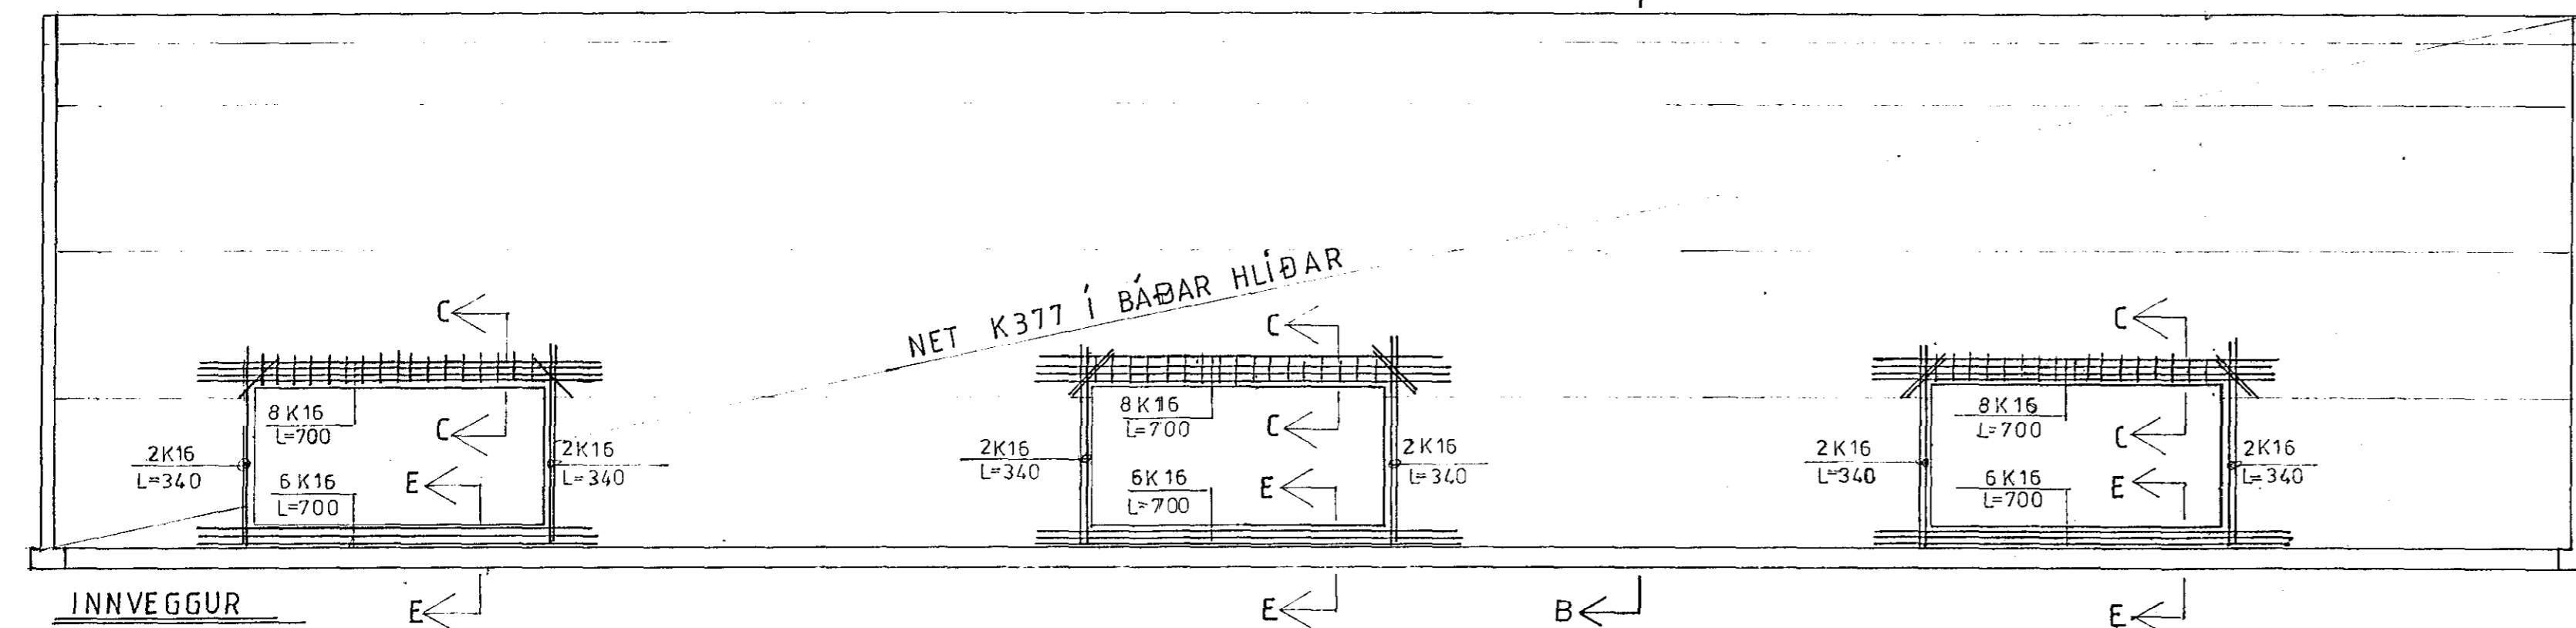 NET K377 Í BÁÐAR HLÍÐAR
C
C
C
8 K16
L=700
C
2K16
L=340
6 K16
L=700
E
2K16
L=340
8 K16
L=700
C
2K16
L=340
6 K16
L=700
E
2K16
L=340
8 K16
L=700
C
2K16
L=340
6 K16
L=700
E
2K16
L=340
INNVEGGUR
E
E
B
E